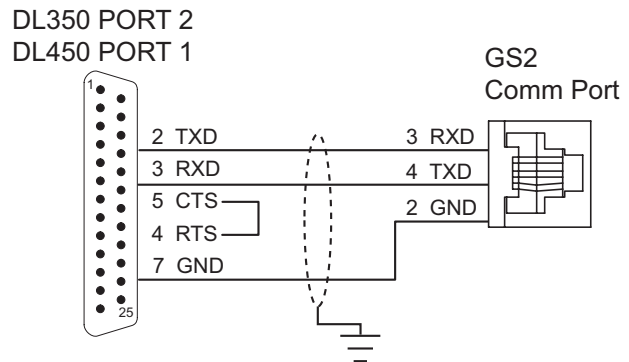 DL350 PORT 2
DL450 PORT 1
GS2
Comm Port
1
2 TXD
3 RXD
3 RXD
4 TXD
5 CTS
4 RTS
2 GND
7 GND
25